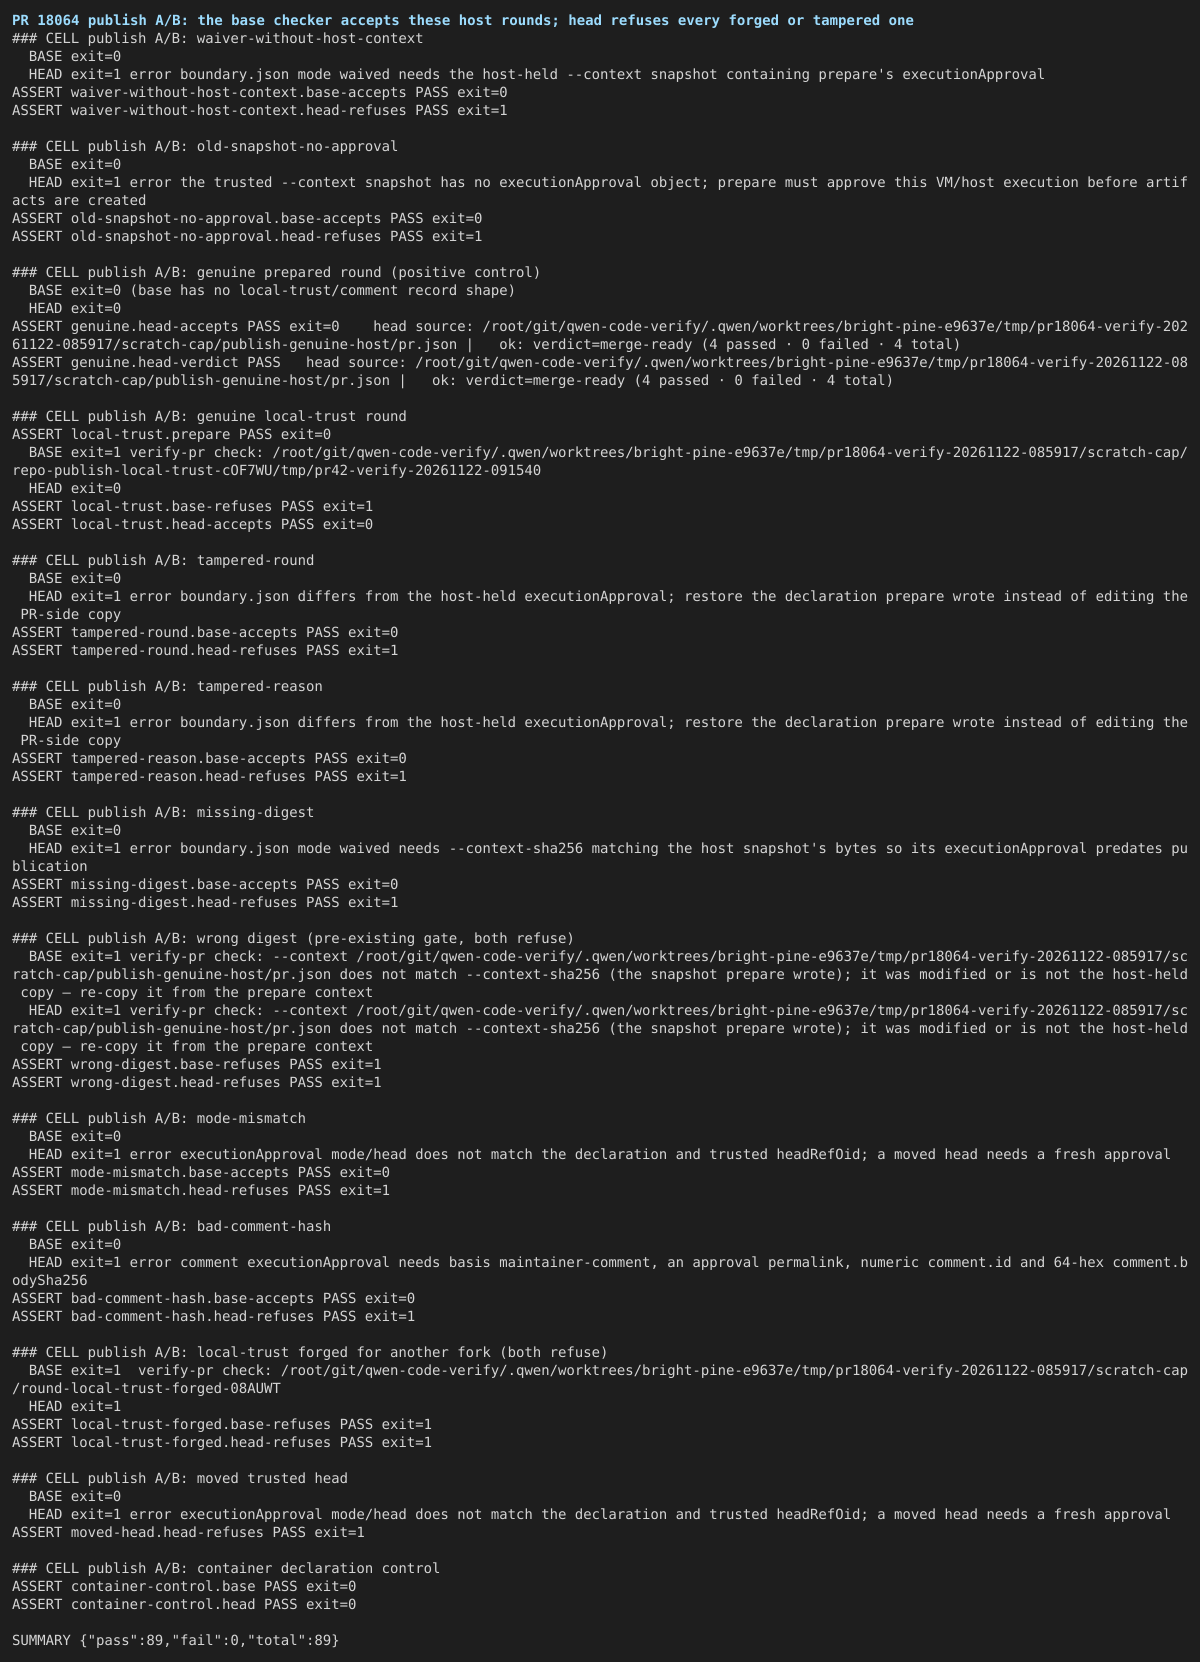 PR 18064 publish A/B: the base checker accepts these host rounds; head refuses every forged or tampered one
### CELL publish A/B: waiver-without-host-context
  BASE exit=0
  HEAD exit=1 error boundary.json mode waived needs the host-held --context snapshot containing prepare's executionApproval
ASSERT waiver-without-host-context.base-accepts PASS exit=0
ASSERT waiver-without-host-context.head-refuses PASS exit=1

### CELL publish A/B: old-snapshot-no-approval
  BASE exit=0
  HEAD exit=1 error the trusted --context snapshot has no executionApproval object; prepare must approve this VM/host execution before artif
acts are created
ASSERT old-snapshot-no-approval.base-accepts PASS exit=0
ASSERT old-snapshot-no-approval.head-refuses PASS exit=1

### CELL publish A/B: genuine prepared round (positive control)
  BASE exit=0 (base has no local-trust/comment record shape)
  HEAD exit=0
ASSERT genuine.head-accepts PASS exit=0    head source: /root/git/qwen-code-verify/.qwen/worktrees/bright-pine-e9637e/tmp/pr18064-verify-202
61122-085917/scratch-cap/publish-genuine-host/pr.json |   ok: verdict=merge-ready (4 passed · 0 failed · 4 total)
ASSERT genuine.head-verdict PASS   head source: /root/git/qwen-code-verify/.qwen/worktrees/bright-pine-e9637e/tmp/pr18064-verify-20261122-08
5917/scratch-cap/publish-genuine-host/pr.json |   ok: verdict=merge-ready (4 passed · 0 failed · 4 total)

### CELL publish A/B: genuine local-trust round
ASSERT local-trust.prepare PASS exit=0
  BASE exit=1 verify-pr check: /root/git/qwen-code-verify/.qwen/worktrees/bright-pine-e9637e/tmp/pr18064-verify-20261122-085917/scratch-cap/
repo-publish-local-trust-cOF7WU/tmp/pr42-verify-20261122-091540
  HEAD exit=0
ASSERT local-trust.base-refuses PASS exit=1
ASSERT local-trust.head-accepts PASS exit=0

### CELL publish A/B: tampered-round
  BASE exit=0
  HEAD exit=1 error boundary.json differs from the host-held executionApproval; restore the declaration prepare wrote instead of editing the
 PR-side copy
ASSERT tampered-round.base-accepts PASS exit=0
ASSERT tampered-round.head-refuses PASS exit=1

### CELL publish A/B: tampered-reason
  BASE exit=0
  HEAD exit=1 error boundary.json differs from the host-held executionApproval; restore the declaration prepare wrote instead of editing the
 PR-side copy
ASSERT tampered-reason.base-accepts PASS exit=0
ASSERT tampered-reason.head-refuses PASS exit=1

### CELL publish A/B: missing-digest
  BASE exit=0
  HEAD exit=1 error boundary.json mode waived needs --context-sha256 matching the host snapshot's bytes so its executionApproval predates pu
blication
ASSERT missing-digest.base-accepts PASS exit=0
ASSERT missing-digest.head-refuses PASS exit=1

### CELL publish A/B: wrong digest (pre-existing gate, both refuse)
  BASE exit=1 verify-pr check: --context /root/git/qwen-code-verify/.qwen/worktrees/bright-pine-e9637e/tmp/pr18064-verify-20261122-085917/sc
ratch-cap/publish-genuine-host/pr.json does not match --context-sha256 (the snapshot prepare wrote); it was modified or is not the host-held
 copy — re-copy it from the prepare context
  HEAD exit=1 verify-pr check: --context /root/git/qwen-code-verify/.qwen/worktrees/bright-pine-e9637e/tmp/pr18064-verify-20261122-085917/sc
ratch-cap/publish-genuine-host/pr.json does not match --context-sha256 (the snapshot prepare wrote); it was modified or is not the host-held
 copy — re-copy it from the prepare context
ASSERT wrong-digest.base-refuses PASS exit=1
ASSERT wrong-digest.head-refuses PASS exit=1

### CELL publish A/B: mode-mismatch
  BASE exit=0
  HEAD exit=1 error executionApproval mode/head does not match the declaration and trusted headRefOid; a moved head needs a fresh approval
ASSERT mode-mismatch.base-accepts PASS exit=0
ASSERT mode-mismatch.head-refuses PASS exit=1

### CELL publish A/B: bad-comment-hash
  BASE exit=0
  HEAD exit=1 error comment executionApproval needs basis maintainer-comment, an approval permalink, numeric comment.id and 64-hex comment.b
odySha256
ASSERT bad-comment-hash.base-accepts PASS exit=0
ASSERT bad-comment-hash.head-refuses PASS exit=1

### CELL publish A/B: local-trust forged for another fork (both refuse)
  BASE exit=1  verify-pr check: /root/git/qwen-code-verify/.qwen/worktrees/bright-pine-e9637e/tmp/pr18064-verify-20261122-085917/scratch-cap
/round-local-trust-forged-08AUWT
  HEAD exit=1
ASSERT local-trust-forged.base-refuses PASS exit=1
ASSERT local-trust-forged.head-refuses PASS exit=1

### CELL publish A/B: moved trusted head
  BASE exit=0
  HEAD exit=1 error executionApproval mode/head does not match the declaration and trusted headRefOid; a moved head needs a fresh approval
ASSERT moved-head.head-refuses PASS exit=1

### CELL publish A/B: container declaration control
ASSERT container-control.base PASS exit=0
ASSERT container-control.head PASS exit=0

SUMMARY {"pass":89,"fail":0,"total":89}